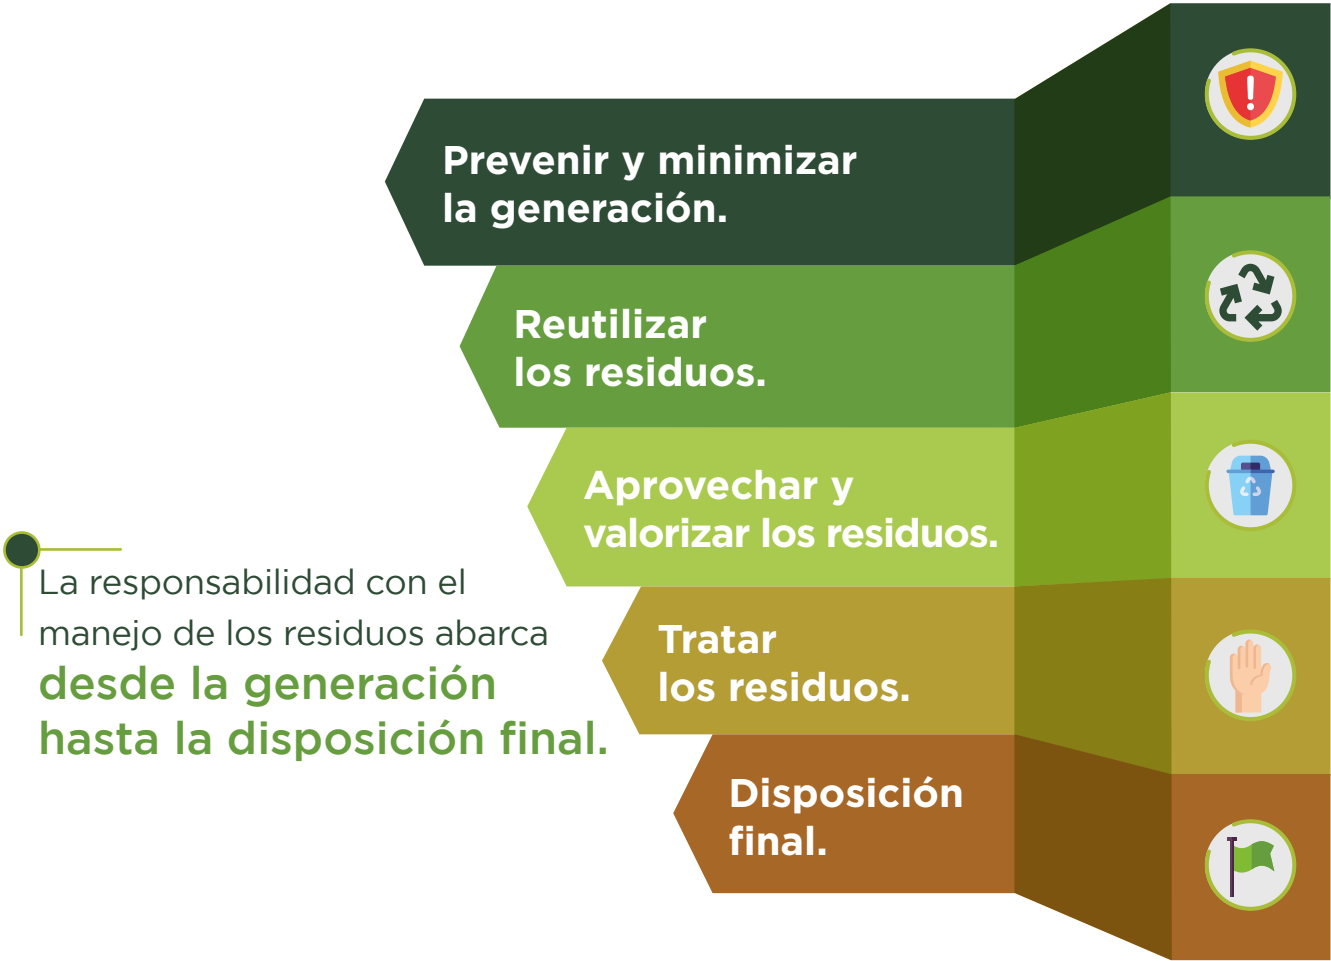 Prevenir y minimizar
la generación.
Reutilizar
los residuos.
Aprovechar y
valorizar los residuos.
Tratar
los residuos.
Disposición
final.
La responsabilidad con el
manejo de los residuos abarca
desde la generación
hasta la disposición final.